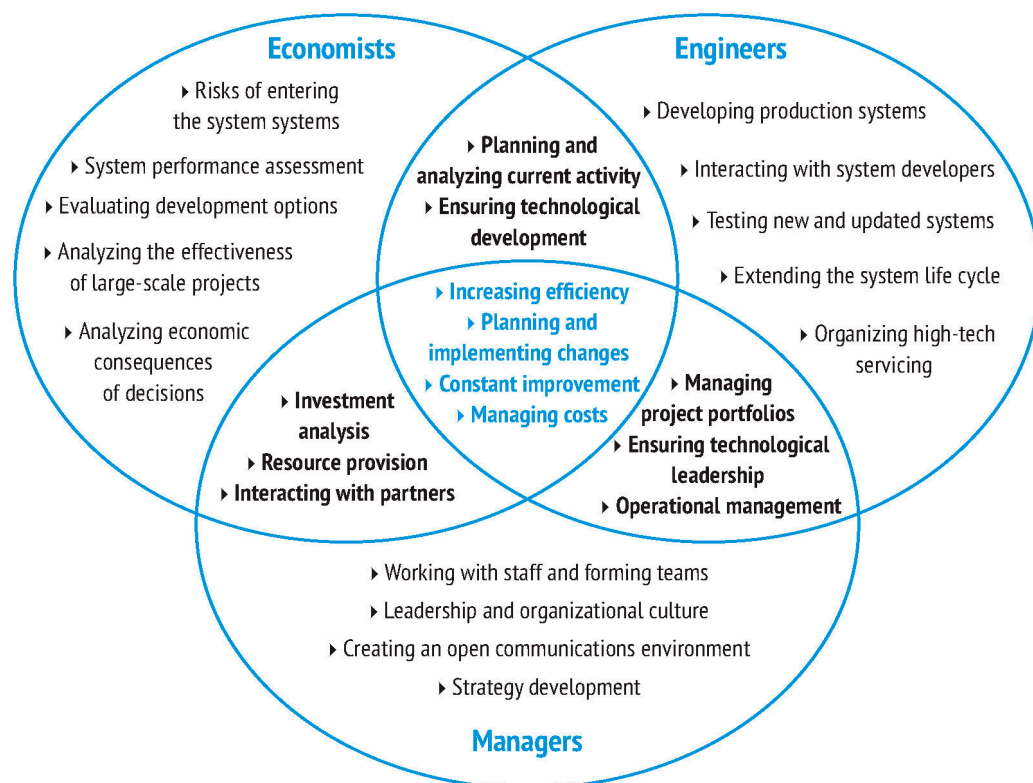 Economists
▸ Risks of entering
the system systems
▸ System performance assessment
▸ Evaluating development options
▸ Analyzing the effectiveness
of large-scale projects
▸ Analyzing economic
consequences
of decisions
Engineers
▸ Developing production systems
▸ Interacting with system developers
▸ Testing new and updated systems
▸ Extending the system life cycle
▸ Organizing high-tech
servicing
▸ Planning and
analyzing current activity
▸ Ensuring technological
development
▸ Increasing efficiency
▸ Planning and
implementing changes
▸ Constant improvement
▸ Managing costs
▸ Investment
analysis
▸ Resource provision
▸ Interacting with partners
▸ Managing
project portfolios
▸ Ensuring technological
leadership
▸ Operational management
▸ Working with staff and forming teams
▸ Leadership and organizational culture
▸ Creating an open communications environment
▸ Strategy development
Managers